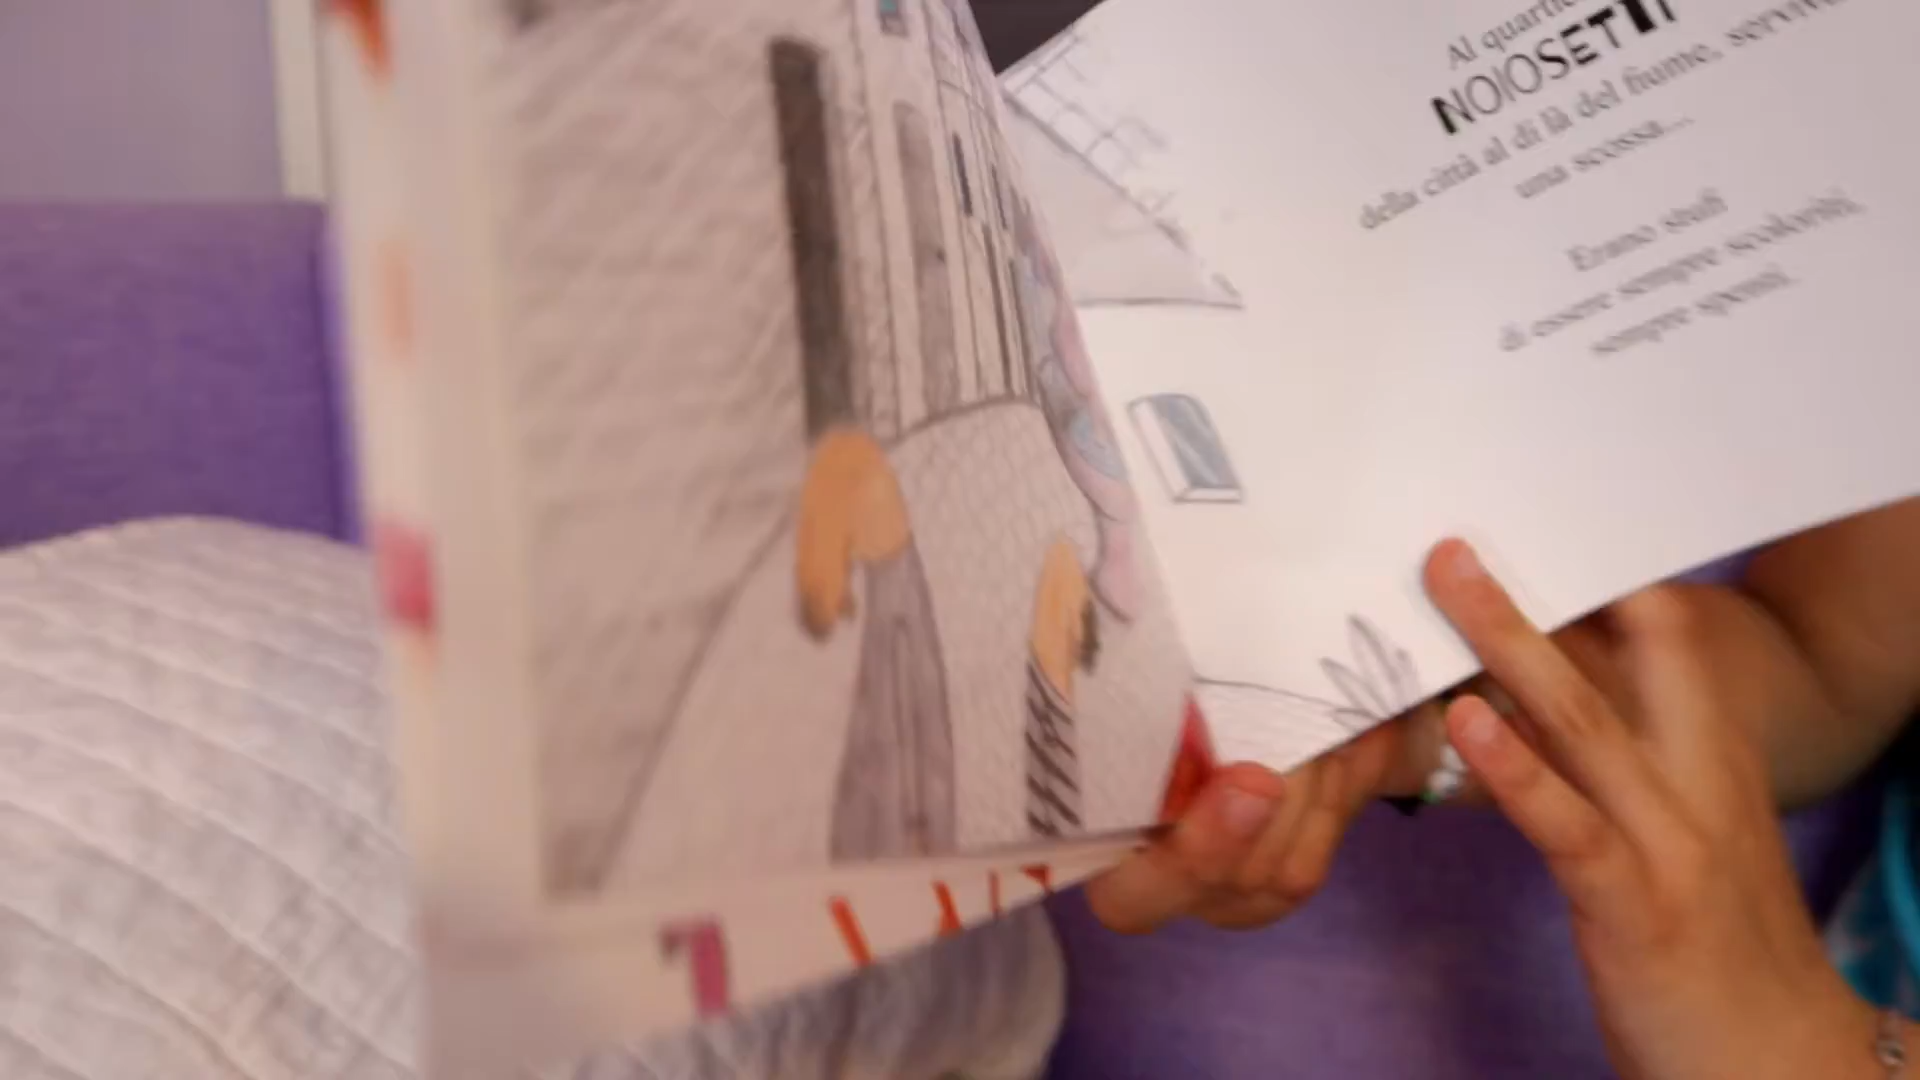 Al quartiere
NOIOSETTI
della città al di là del fiume, serviva
una scossa...
Erano stufi
di essere sempre scoloriti,
sempre spenti.